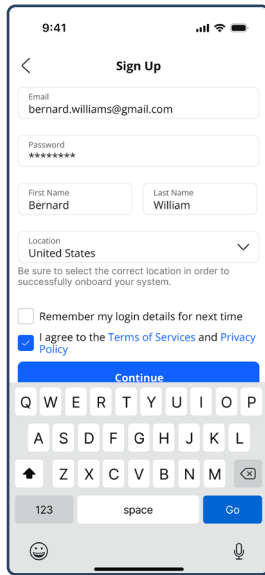 9:41
Sign Up
Email
bernard.williams@gmail.com
Password
********
First Name
Bernard
Last Name
William
Location
United States
Be sure to select the correct location in order to
successfully onboard your system.
Remember my login details for next time
I agree to the Terms of Services and Privacy
Policy
Continue
Q W E R T Y U I O P
A S D F G H J K L
Z X C V B N M
123 space Go